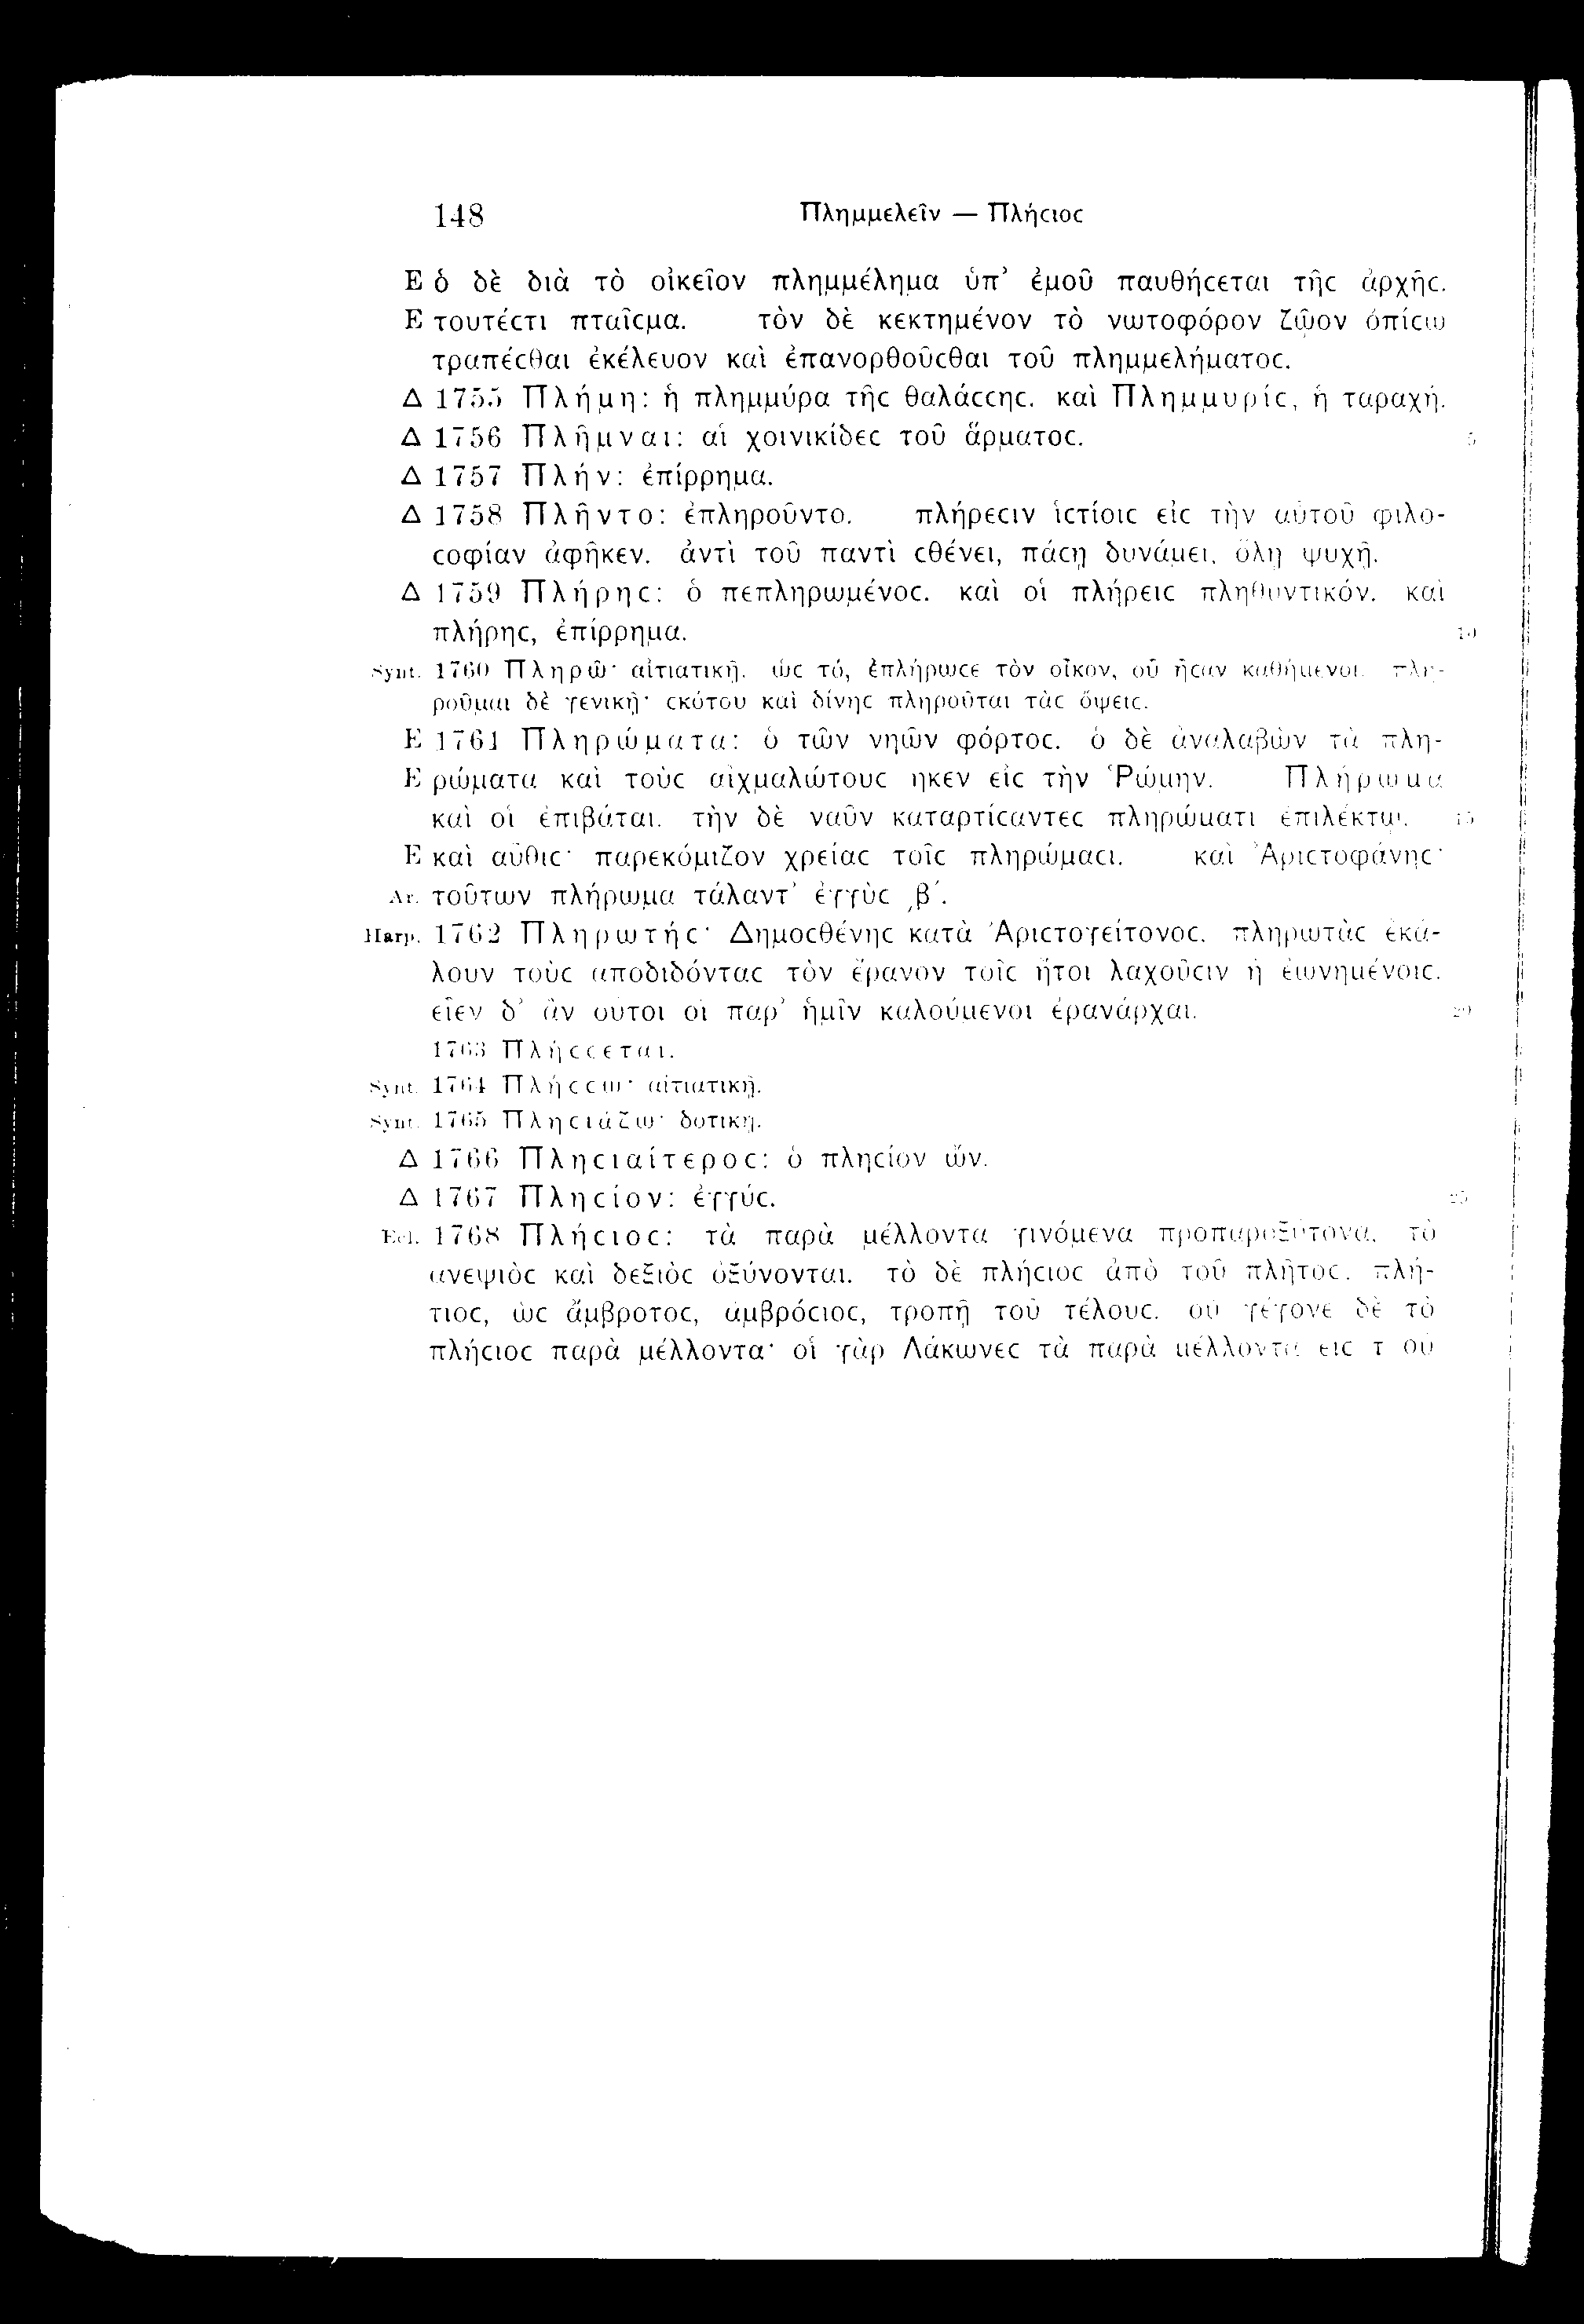 148 Πλημμελεῖν — Πλήϲιοϲ
Ε ὁ δὲ διὰ τὸ οἰκεῖον πλημμέλημα ὑπ’ ἐμοῦ παυθήϲεται τῆϲ ἀρχῆϲ.
Ε τουτέϲτι πταῖϲμα. τὸν δὲ κεκτημένον τὸ νωτοφόρον ζῷον ὀπίϲω
τραπέϲθαι ἐκέλευον καὶ ἐπανορθοῦϲθαι τοῦ πλημμελήματοϲ.
Δ 1755 Πλήμη: ἡ πλημμύρα τῆϲ θαλάϲϲηϲ. καὶ Πλημμυρίϲ, ἡ ταραχή.
Δ 1756 Πλῆμναι: αἱ χοινικίδεϲ τοῦ ἅρματοϲ. 5
Δ 1757 Πλήν: ἐπίρρημα.
Δ 1758 Πλῆντο: ἐπληροῦντο. πλήρεϲιν ἱϲτίοιϲ εἰϲ τὴν αὑτοῦ φιλο-
ϲοφίαν ἀφῆκεν. ἀντὶ τοῦ παντὶ ϲθένει, πάϲῃ δυνάμει, ὅλῃ ψυχῇ.
Δ 1759 Πλήρηϲ: ὁ πεπληρωμένοϲ. καὶ οἱ πλήρειϲ πληθυντικόν. καὶ
πλήρηϲ, ἐπίρρημα. 10
Synt. 1760 Πληρῶ· αἰτιατικῇ. ὡϲ τό, ἐπλήρωϲε τὸν οἶκον, οὗ ἦϲαν καθήμενοι. πλη-
ροῦμαι δὲ γενικῇ· ϲκότου καὶ δίνηϲ πληροῦται τὰϲ ὄψειϲ.
Ε 1761 Πληρώματα: ὁ τῶν νηῶν φόρτοϲ. ὁ δὲ ἀναλαβὼν τὰ πλη-
Ε ρώματα καὶ τοὺϲ αἰχμαλώτουϲ ἧκεν εἰϲ τὴν Ῥώμην. Πλήρωμα
καὶ οἱ ἐπιβάται. τὴν δὲ ναῦν καταρτίϲαντεϲ πληρώματι ἐπιλέκτῳ. 15
Ε καὶ αὖθιϲ· παρεκόμιζον χρείαϲ τοῖϲ πληρώμαϲι. καὶ Ἀριϲτοφάνηϲ·
Ar. τούτων πλήρωμα τάλαντ’ ἐγγὺϲ ͵β΄.
Harp. 1762 Πληρωτήϲ· Δημοϲθένηϲ κατὰ Ἀριϲτογείτονοϲ. πληρωτὰϲ ἐκά-
λουν τοὺϲ ἀποδιδόνταϲ τὸν ἔρανον τοῖϲ ἤτοι λαχοῦϲιν ἢ ἐωνημένοιϲ.
εἶεν δ’ ἂν οὗτοι οἱ παρ’ ἡμῖν καλούμενοι ἐρανάρχαι. 20
1763 Πλήϲϲεται.
Synt. 1764 Πλήϲϲω· αἰτιατικῇ.
Synt. 1765 Πληϲιάζω· δοτικῇ.
Δ 1766 Πληϲιαίτεροϲ: ὁ πληϲίον ὤν.
Δ 1767 Πληϲίον: ἐγγύϲ. 25
Ecl. 1768 Πλήϲιοϲ: τὰ παρὰ μέλλοντα γινόμενα προπαροξύτονα. τὸ
ἀνεψιὸϲ καὶ δεξιὸϲ ὀξύνονται. τὸ δὲ πλήϲιοϲ ἀπὸ τοῦ πλῆτοϲ, πλή-
τιοϲ, ὡϲ ἄμβροτοϲ, ἀμβρόϲιοϲ, τροπῇ τοῦ τέλουϲ. οὐ γέγονε δὲ τὸ
πλήϲιοϲ παρὰ μέλλοντα· οἱ γὰρ Λάκωνεϲ τὰ παρὰ μέλλοντα εἰϲ τ οὐ